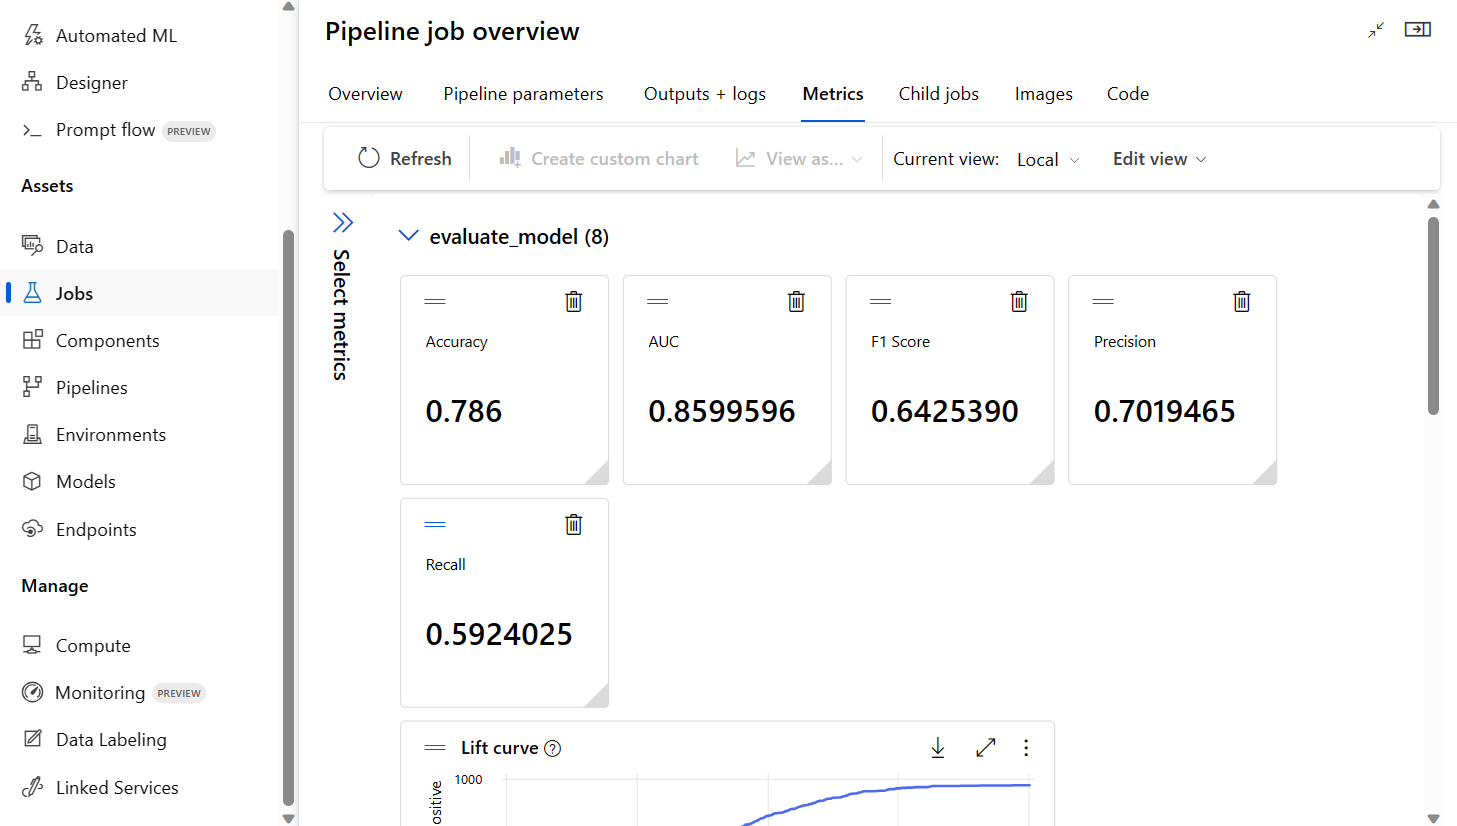 Automated ML
Designer
Prompt flow PREVIEW
Assets
Data
Jobs
Components
Pipelines
Environments
Models
Endpoints
Manage
Compute
Monitoring PREVIEW
Data Labeling
Linked Services
Pipeline job overview
Overview Pipeline parameters Outputs + logs Metrics Child jobs Images Code
Refresh Create custom chart View as... Current view: Local Edit view
Select metrics
evaluate_model (8)
Accuracy
0.786
AUC
0.8599596
F1 Score
0.6425390
Precision
0.7019465
Recall
0.5924025
Lift curve ?
1000
ositive